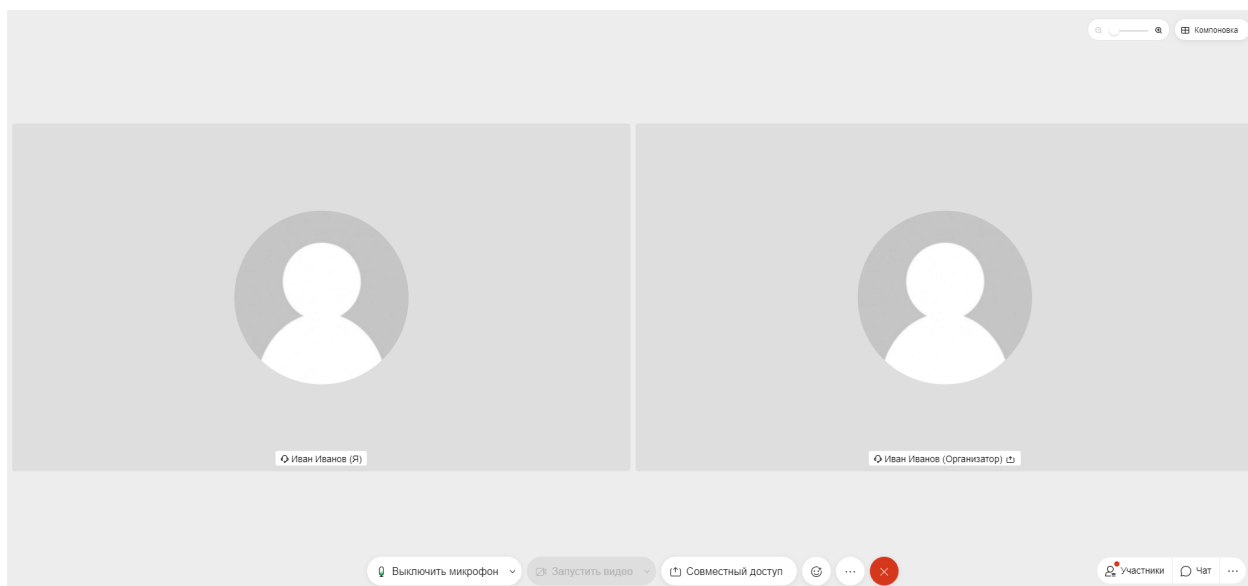 Компоновка
Иван Иванов (Я)
Иван Иванов (Организатор)
Выключить микрофон
Запустить видео
Совместный доступ
Участники
Чат